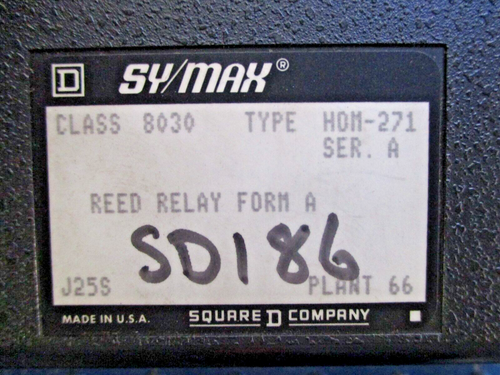 D SY/MAX®
CLASS 8030 TYPE HOM-271
SER. A
REED RELAY FORM A
SD186
J25S PLANT 66
MADE IN U.S.A. SQUARE D COMPANY